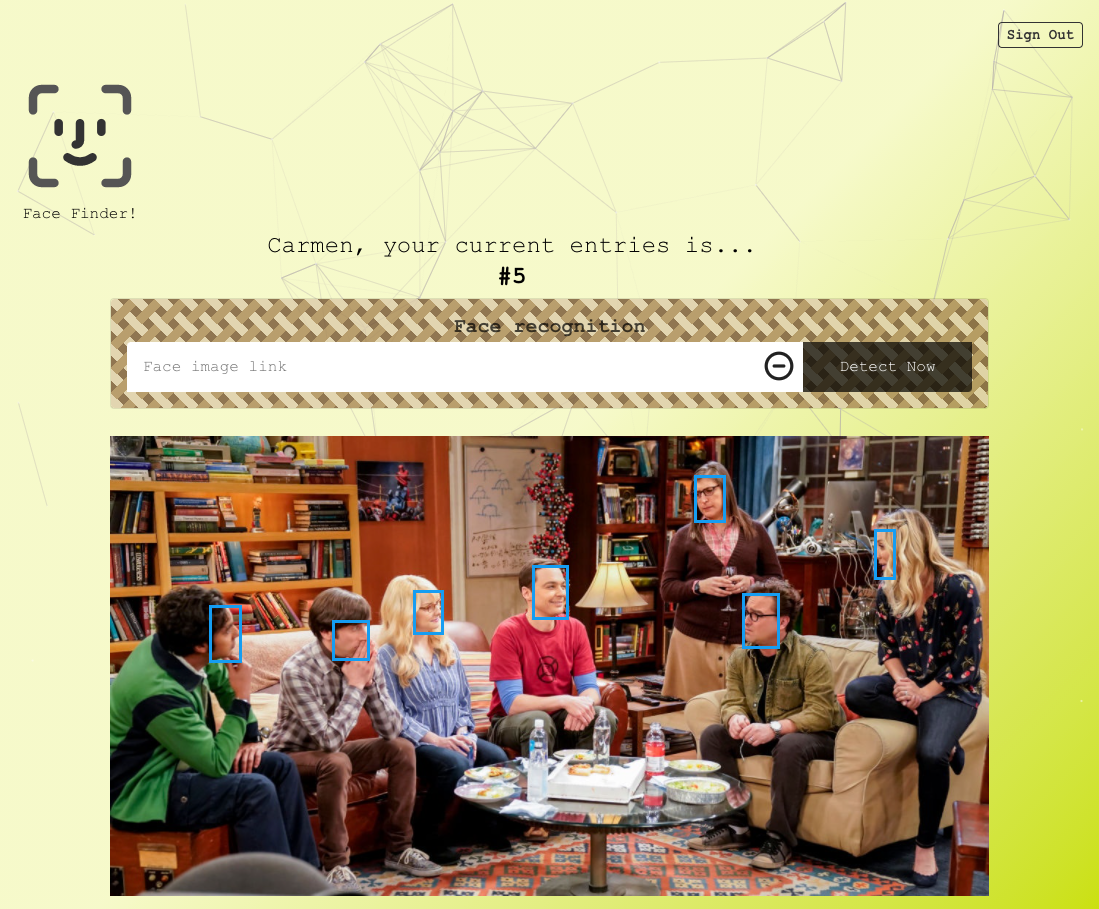 Sign Out
Face Finder!
Carmen, your current entries is...
#5
Face recognition
Face image link
Detect Now